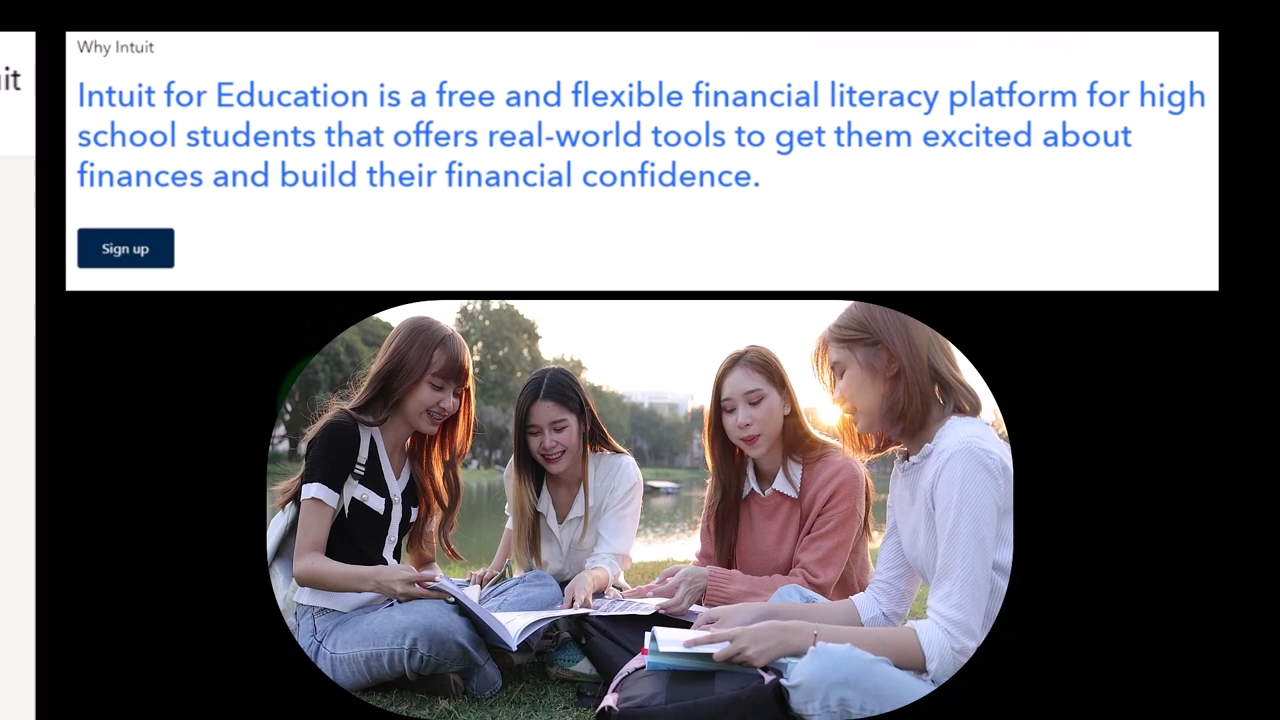 it
Why Intuit
Intuit for Education is a free and flexible financial literacy platform for high
school students that offers real-world tools to get them excited about
finances and build their financial confidence.
Sign up